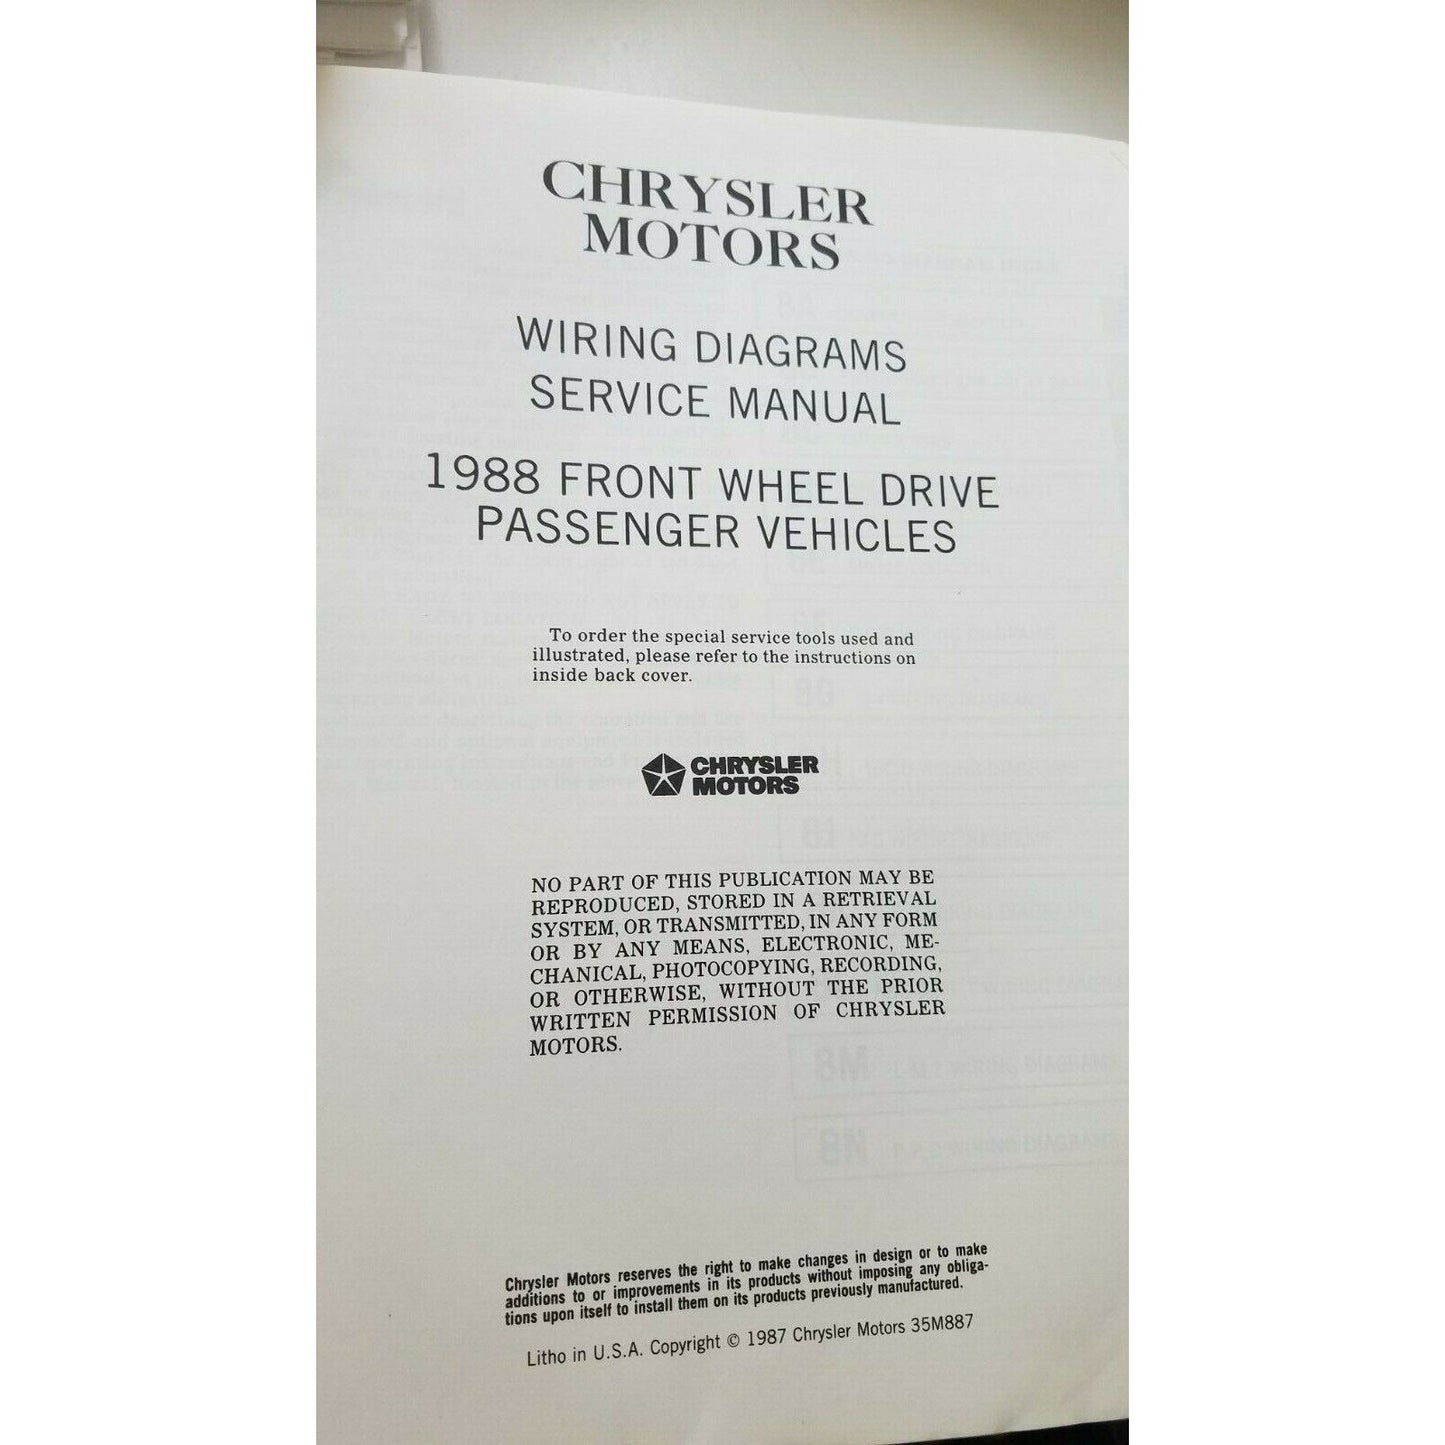 CHRYSLER
MOTORS
WIRING DIAGRAMS
SERVICE MANUAL
1988 FRONT WHEEL DRIVE
PASSENGER VEHICLES
To order the special service tools used and
illustrated, please refer to the instructions on
inside back cover.
CHRYSLER
MOTORS
NO PART OF THIS PUBLICATION MAY BE
REPRODUCED, STORED IN A RETRIEVAL
SYSTEM, OR TRANSMITTED, IN ANY FORM
OR BY ANY MEANS, ELECTRONIC, ME-
CHANICAL, PHOTOCOPYING, RECORDING,
OR OTHERWISE, WITHOUT THE PRIOR
WRITTEN PERMISSION OF CHRYSLER
MOTORS.
8M
8N
Chrysler Motors reserves the right to make changes in design or to make
additions to or improvements in its products without imposing any obliga-
tions upon itself to install them on its products previously manufactured.
Litho in U.S.A. Copyright © 1987 Chrysler Motors 35M887